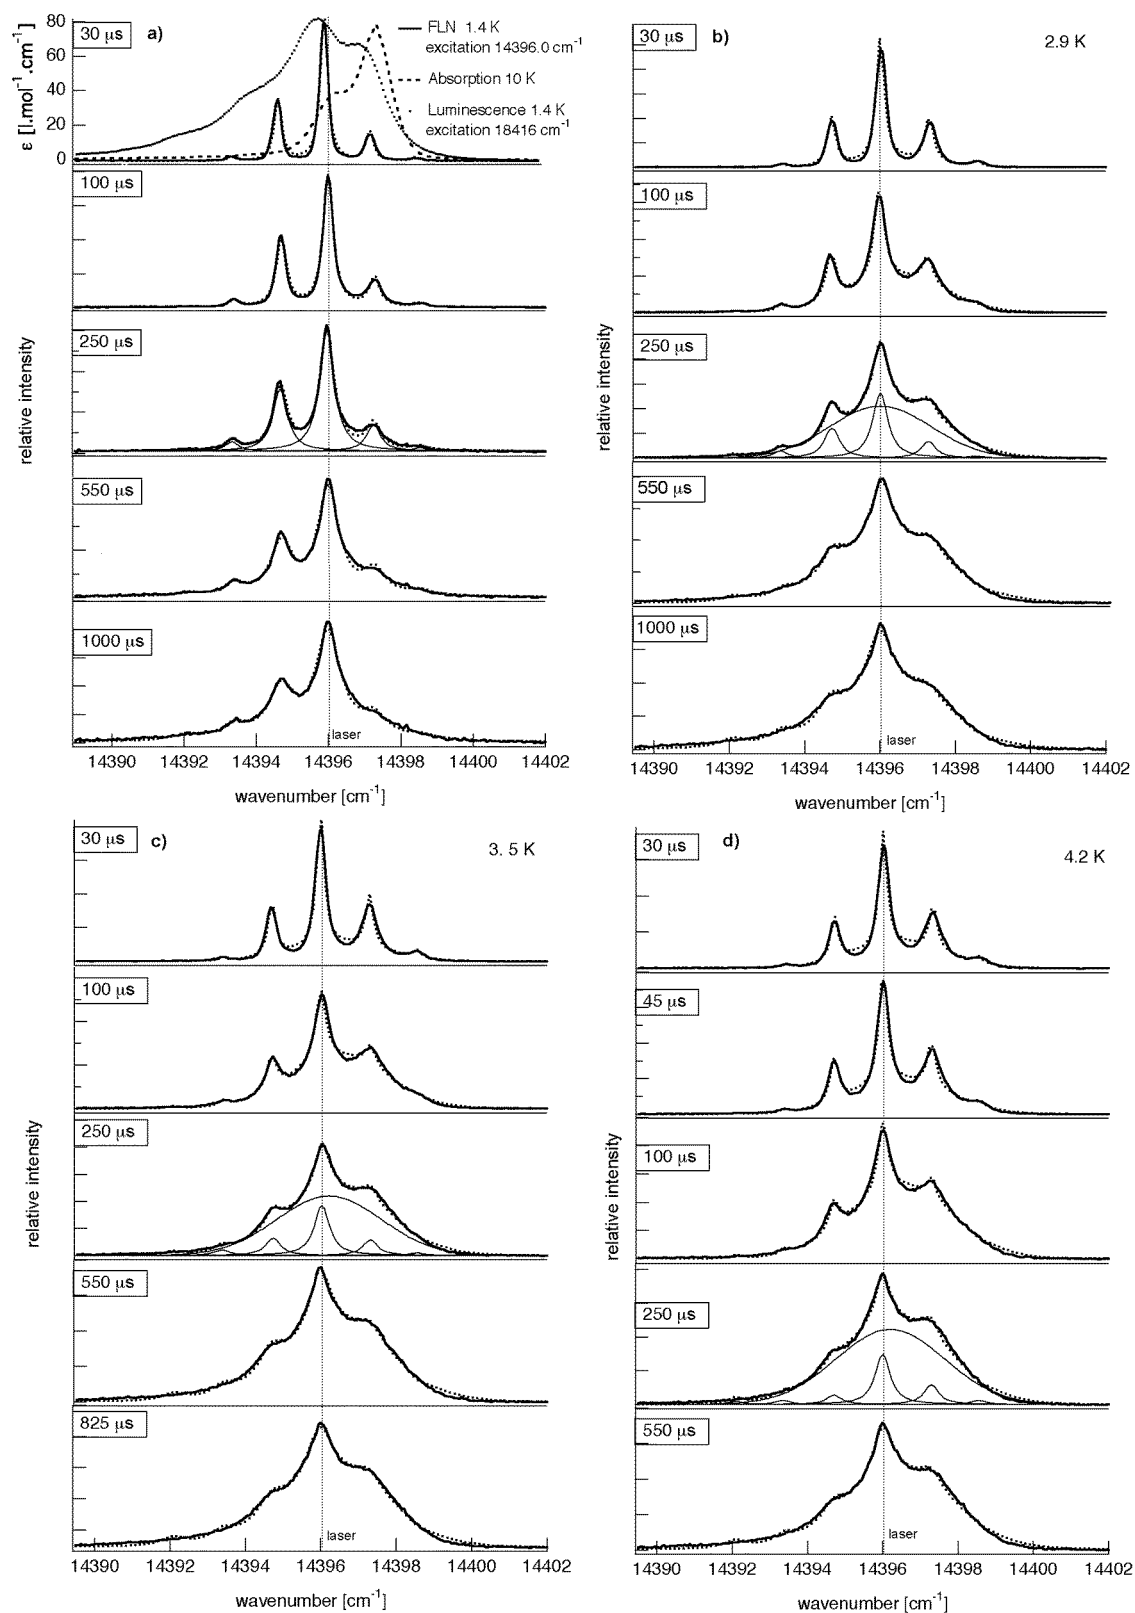 a)
30 μs
FLN 1.4 K
excitation 14396.0 cm-1
Absorption 10 K
Luminescence 1.4 K
excitation 18416 cm-1
ε [l.mol-1.cm-1]
80
60
40
20
0
100 μs
250 μs
550 μs
1000 μs
relative intensity
laser
14390 14392 14394 14396 14398 14400 14402
wavenumber [cm-1]
b)
2.9 K
30 μs
100 μs
250 μs
550 μs
1000 μs
relative intensity
laser
14390 14392 14394 14396 14398 14400 14402
wavenumber [cm-1]
c)
3. 5 K
30 μs
100 μs
250 μs
550 μs
825 μs
relative intensity
laser
14390 14392 14394 14396 14398 14400 14402
wavenumber [cm-1]
d)
4.2 K
30 μs
45 μs
100 μs
250 μs
550 μs
relative intensity
laser
14390 14392 14394 14396 14398 14400 14402
wavenumber [cm-1]